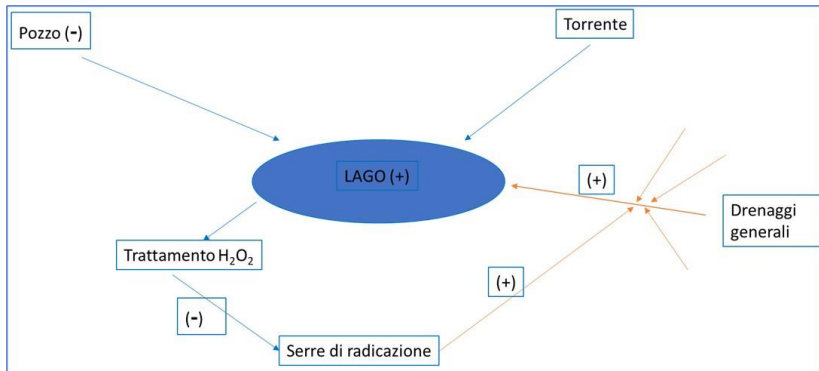 Pozzo (-)
Torrente
LAGO (+)
(+)
Drenaggi
generali
Trattamento H₂O₂
(+)
(-)
Serre di radicazione